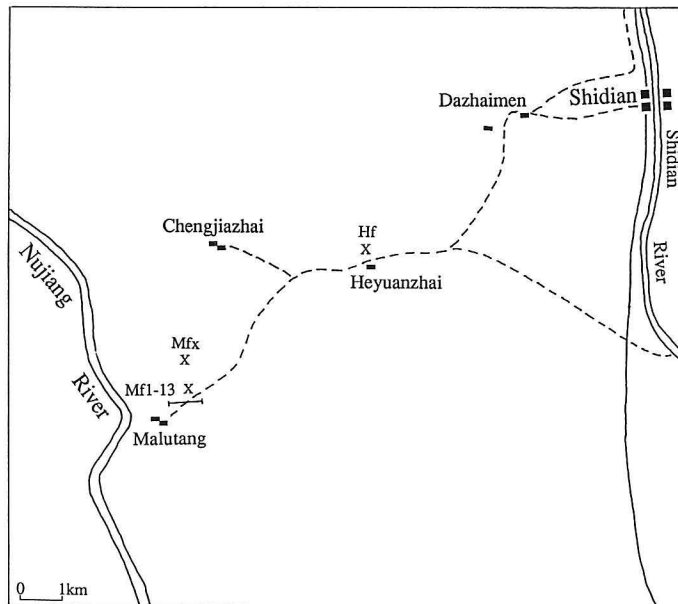 Dazhaimen
Shidian
Shidian
River
Chengjiazhai
Hf
X
Heyuanzhai
Nujiang
River
Mfx
X
Mf1-13 X
Malutang
0 1km